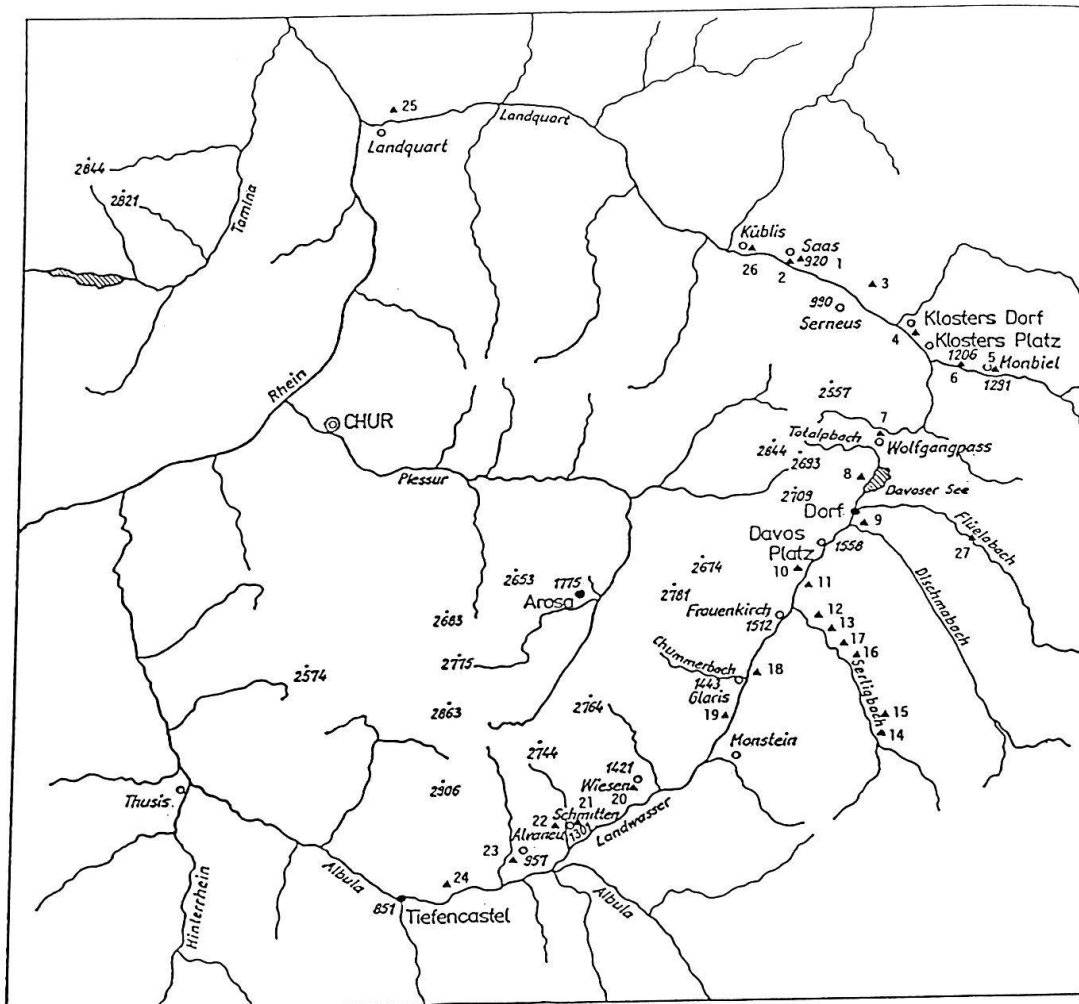 25
Landquart
Landquart
2844
2821
Tamina
Küblis
Saas
920
1
26
2
3
990
Serneus
Klosters Dorf
4
Klosters Platz
1206
5
Monbiel
6
1291
Rhein
2557
7
CHUR
Totalpbach
Wolfgangpass
2644
2693
8
Plessur
2709
Davoser See
Dorf
9
Flüelabach
Davos
Platz
1558
27
2653
1775
2674
10
Dischmabach
Arosa
2781
11
2683
Frauenkirch
1512
12
13
17
16
2775
Chummerbach
18
Sertigbach
2574
1443
Glaris
2863
2764
19
15
14
2744
Monstein
1421
2906
Wiesen
Thusis
20
21
Schmitten
22
1301
Landwasser
Alvaneu
23
957
Albula
24
Albula
851
Tiefencastel
Hinterrhein